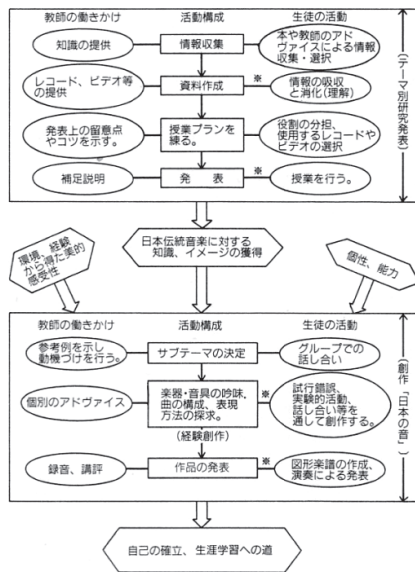 教師の働きかけ 活動構成 生徒の活動
知識の提供
情報収集
本や教師のアド
ヴァイスによる情報
収集・選択
レコード、ビデオ等
の提供
資料作成
※
情報の吸収
と消化(理解)
発表上の留意点
やコツを示す。
授業プランを
練る。
役割の分担、
使用するレコードや
ビデオの選択
補足説明
発 表
※
授業を行う。
(テーマ別研究発表)
環境、経験
から得た美的
感受性
日本伝統音楽に対する
知識、イメージの獲得
個性、能力
教師の働きかけ 活動構成 生徒の活動
参考例を示し
動機づけを行う。
サブテーマの決定
グループでの
話し合い
個別のアドヴァイス
楽器・音具の吟味、
曲の構成、表現
方法の探求。
※
試行錯誤、
実験的活動、
話し合い等を
通して創作する。
(経験創作)
録音、講評
作品の発表
※
図形楽譜の作成、
演奏による発表
(創作「日本の音」)
自己の確立、生涯学習への道